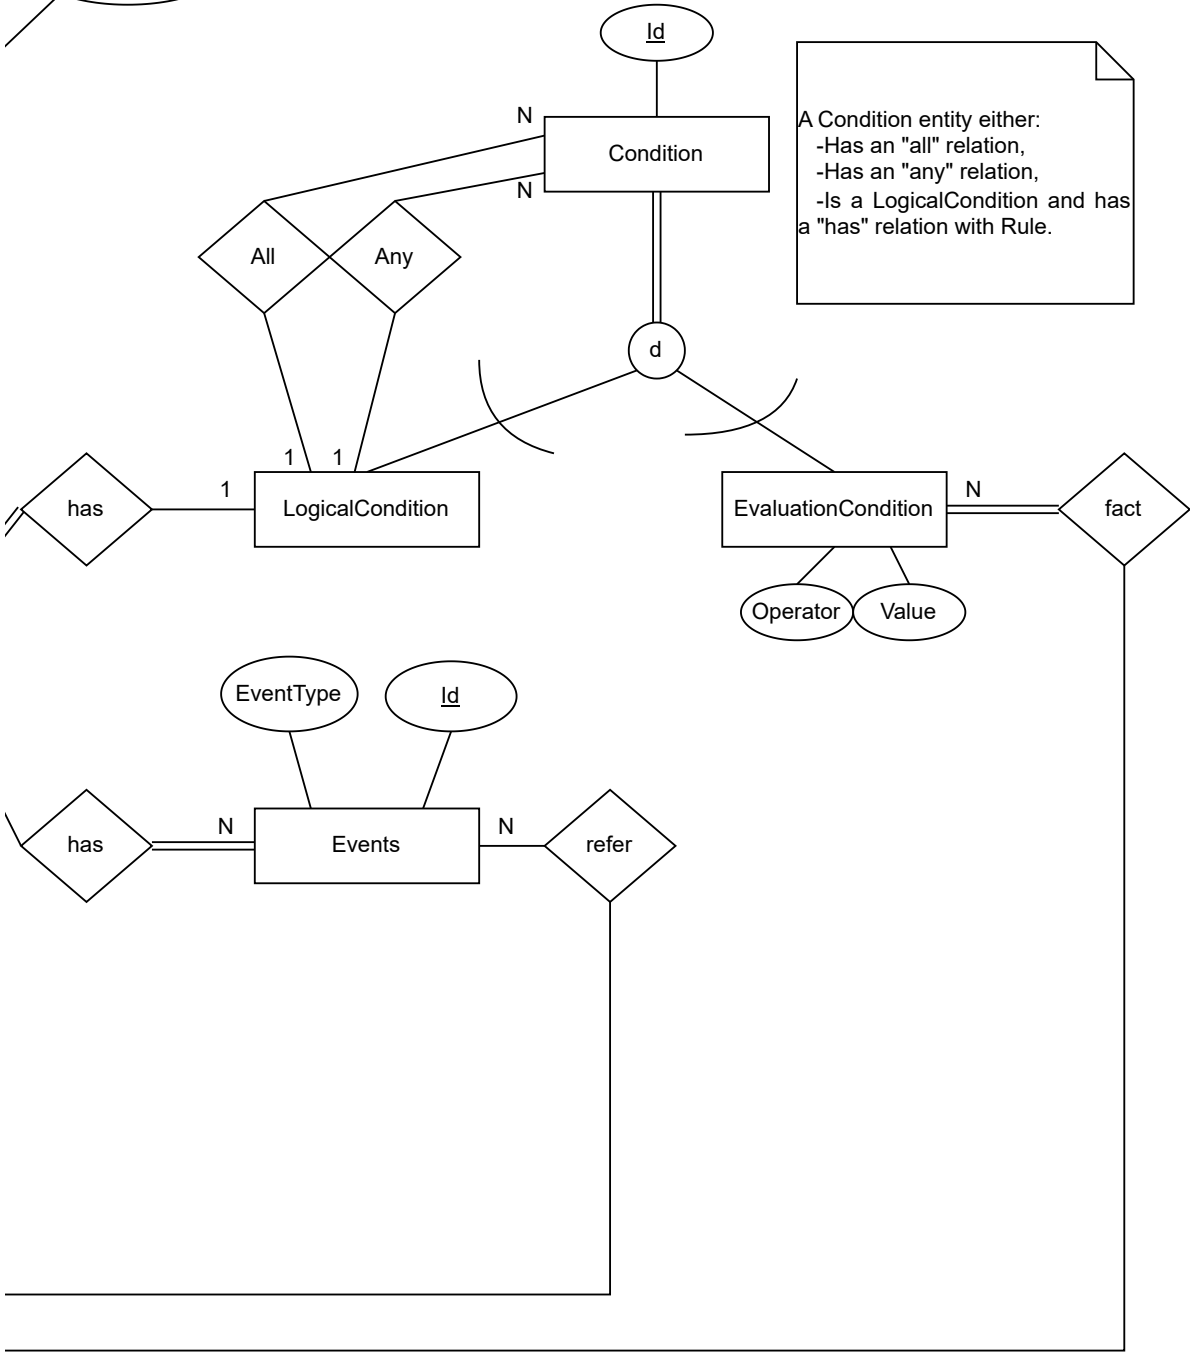 Id
N
Condition
N
A Condition entity either:
-Has an "all" relation,
-Has an "any" relation,
-Is a LogicalCondition and has
a "has" relation with Rule.
All
Any
d
1
1
has
1
LogicalCondition
EvaluationCondition
N
fact
Operator
Value
EventType
Id
has
N
Events
N
refer